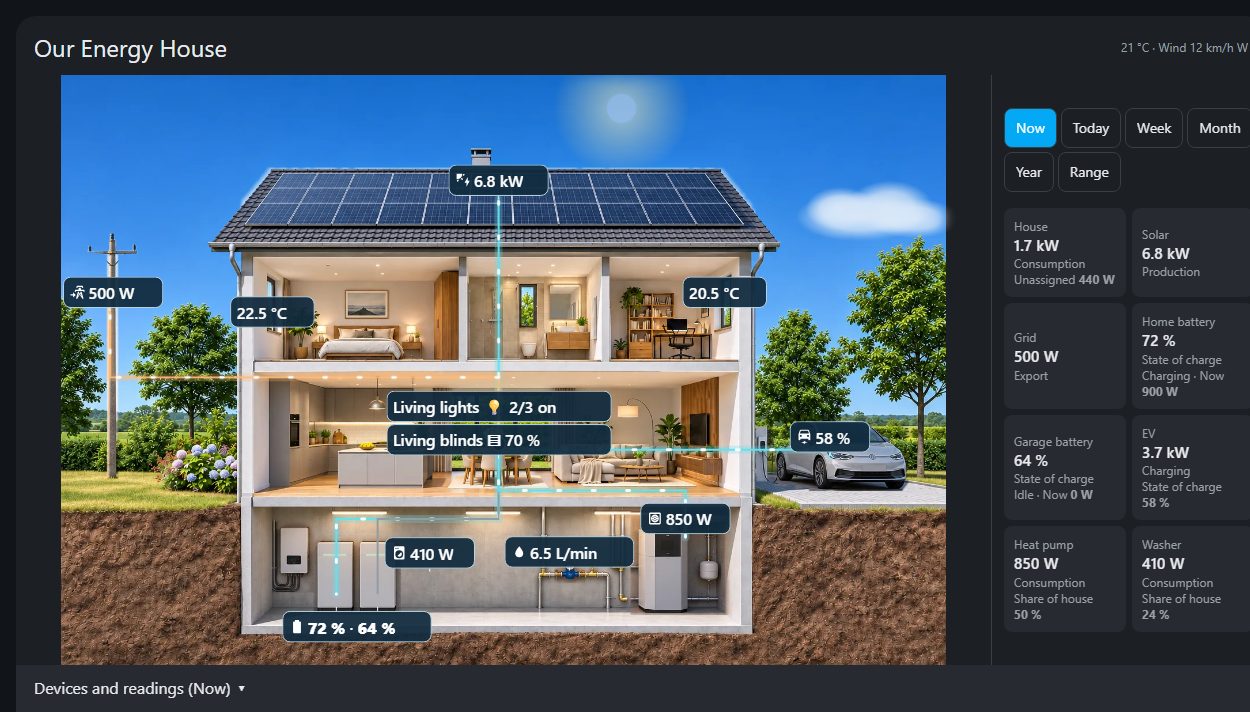 Our Energy House
21 °C · Wind 12 km/h W
6.8 kW
500 W
22.5 °C
20.5 °C
Living lights 💡 2/3 on
Living blinds 70 %
58 %
850 W
410 W
6.5 L/min
72 % · 64 %
Now
Today
Week
Month
Year
Range
House
1.7 kW
Consumption
Unassigned 440 W
Solar
6.8 kW
Production
Grid
500 W
Export
Home battery
72 %
State of charge
Charging · Now
900 W
Garage battery
64 %
State of charge
Idle · Now 0 W
EV
3.7 kW
Charging
State of charge
58 %
Heat pump
850 W
Consumption
Share of house
50 %
Washer
410 W
Consumption
Share of house
24 %
Devices and readings (Now) ▾